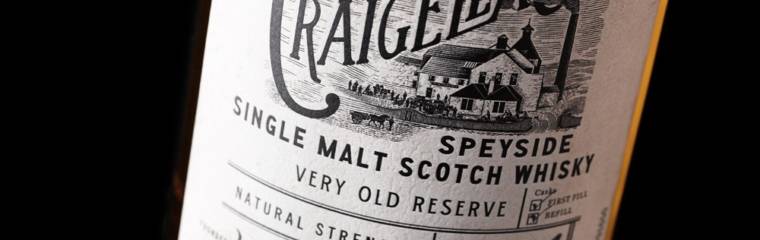 SPEYSIDE
SINGLE MALT SCOTCH WHISKY
VERY OLD RESERVE
Casks
FIRST FILL
REFILL
NATURAL